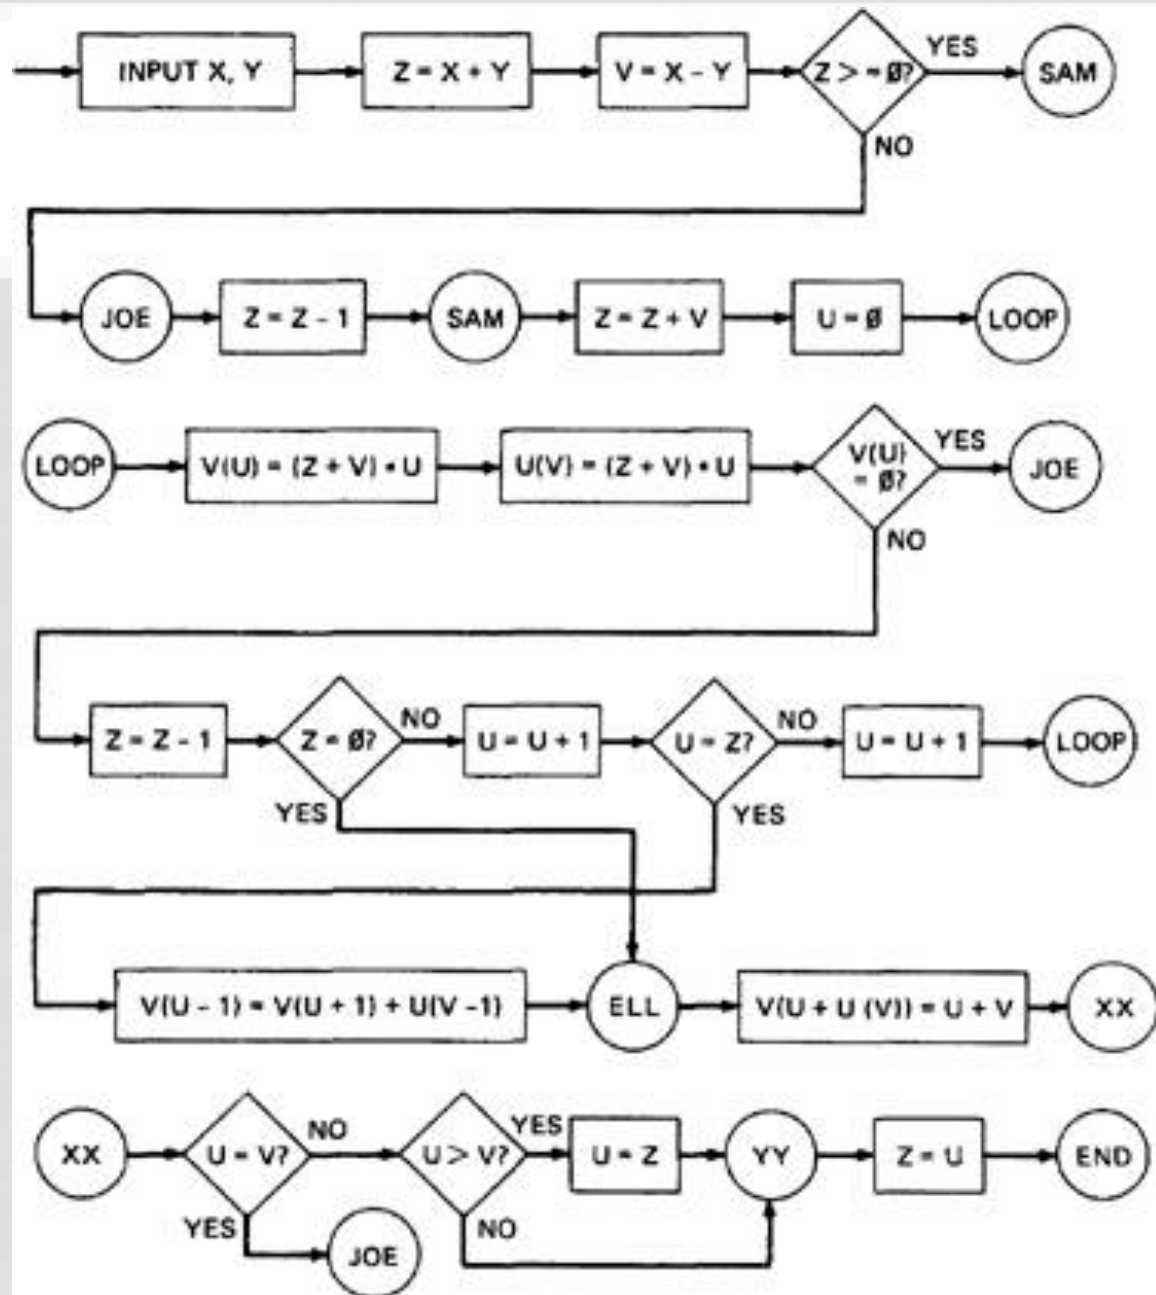 INPUT X, Y
Z = X + Y
V = X - Y
Z > = Ø?
YES
SAM
NO
JOE
Z = Z - 1
SAM
Z = Z + V
U = Ø
LOOP
LOOP
V(U) = (Z + V) * U
U(V) = (Z + V) * U
V(U)
= Ø?
YES
JOE
NO
Z = Z - 1
Z = Ø?
NO
U = U + 1
U = Z?
NO
U = U + 1
LOOP
YES
YES
V(U - 1) = V(U + 1) + U(V - 1)
ELL
V(U + U (V)) = U + V
XX
XX
U = V?
NO
U > V?
YES
U = Z
YY
Z = U
END
YES
JOE
NO